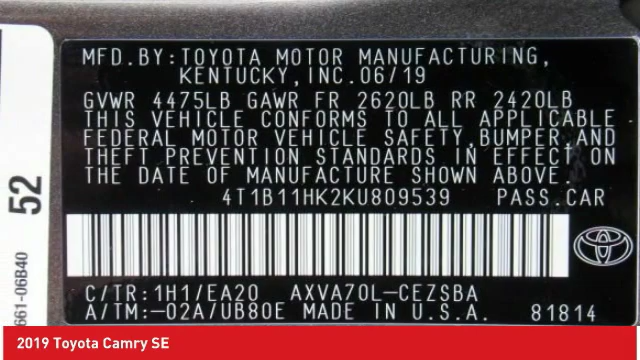 MFD. BY: TOYOTA MOTOR MANUFACTURING,
KENTUCKY, INC. 06/19
GVWR 4475LB GAWR FR 2620LB RR 2420LB
THIS VEHICLE CONFORMS TO ALL APPLICABLE
FEDERAL MOTOR VEHICLE SAFETY, BUMPER, AND
THEFT PREVENTION STANDARDS IN EFFECT ON
THE DATE OF MANUFACTURE SHOWN ABOVE.
4T1B11HK2KU809539 PASS. CAR
C/TR: 1H1/EA20 AXVA70L-CEZSBA
A/TM: -02A/UB80E MADE IN U.S.A. 81814
52
661-06B40
2019 Toyota Camry SE